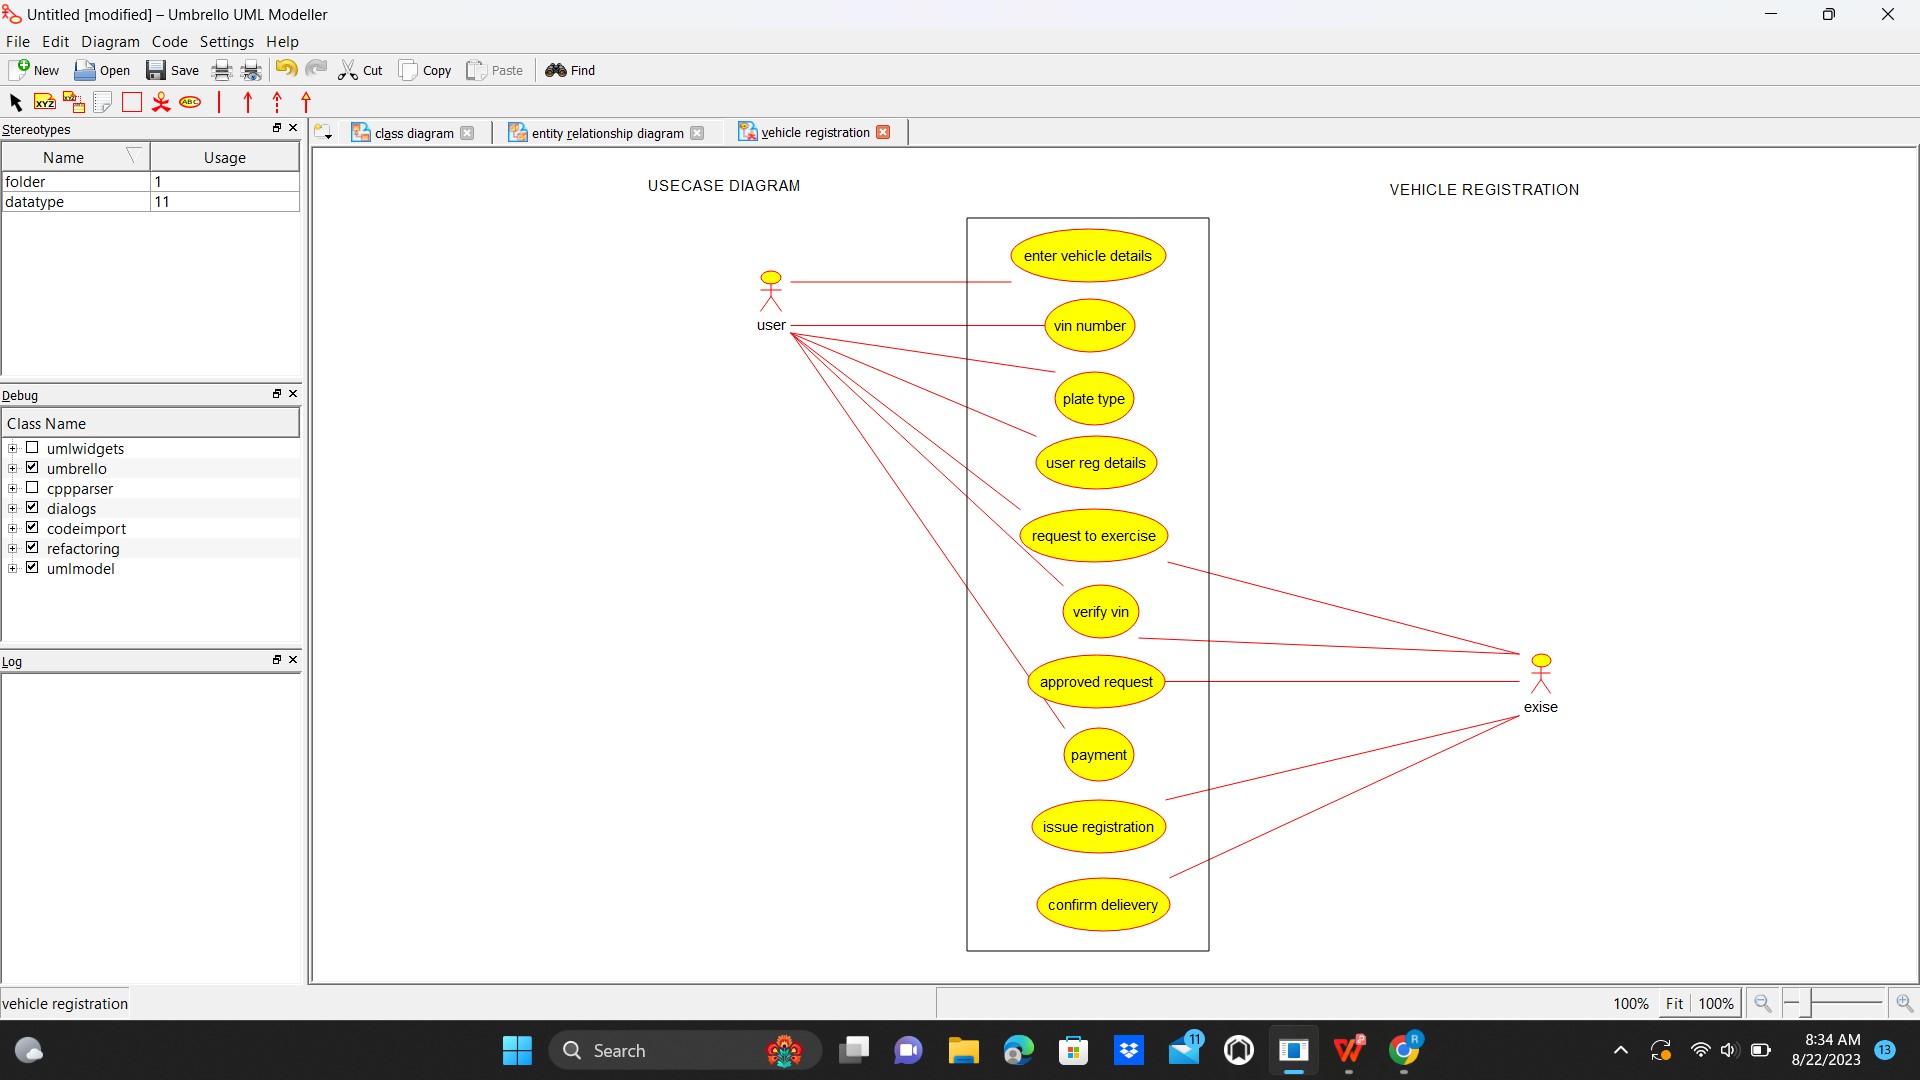 Untitled [modified] – Umbrello UML Modeller
File Edit Diagram Code Settings Help
New Open Save Cut Copy Paste Find
XYZ XYZ ABC
Stereotypes
Name Usage
folder 1
datatype 11
Debug
Class Name
umlwidgets
umbrello
cppparser
dialogs
codeimport
refactoring
umlmodel
Log
class diagram entity relationship diagram vehicle registration
USECASE DIAGRAM
VEHICLE REGISTRATION
enter vehicle details
user
vin number
plate type
user reg details
request to exercise
verify vin
approved request
exise
payment
issue registration
confirm delievery
vehicle registration
100% Fit 100%
Search
11
R
8:34 AM
8/22/2023
13